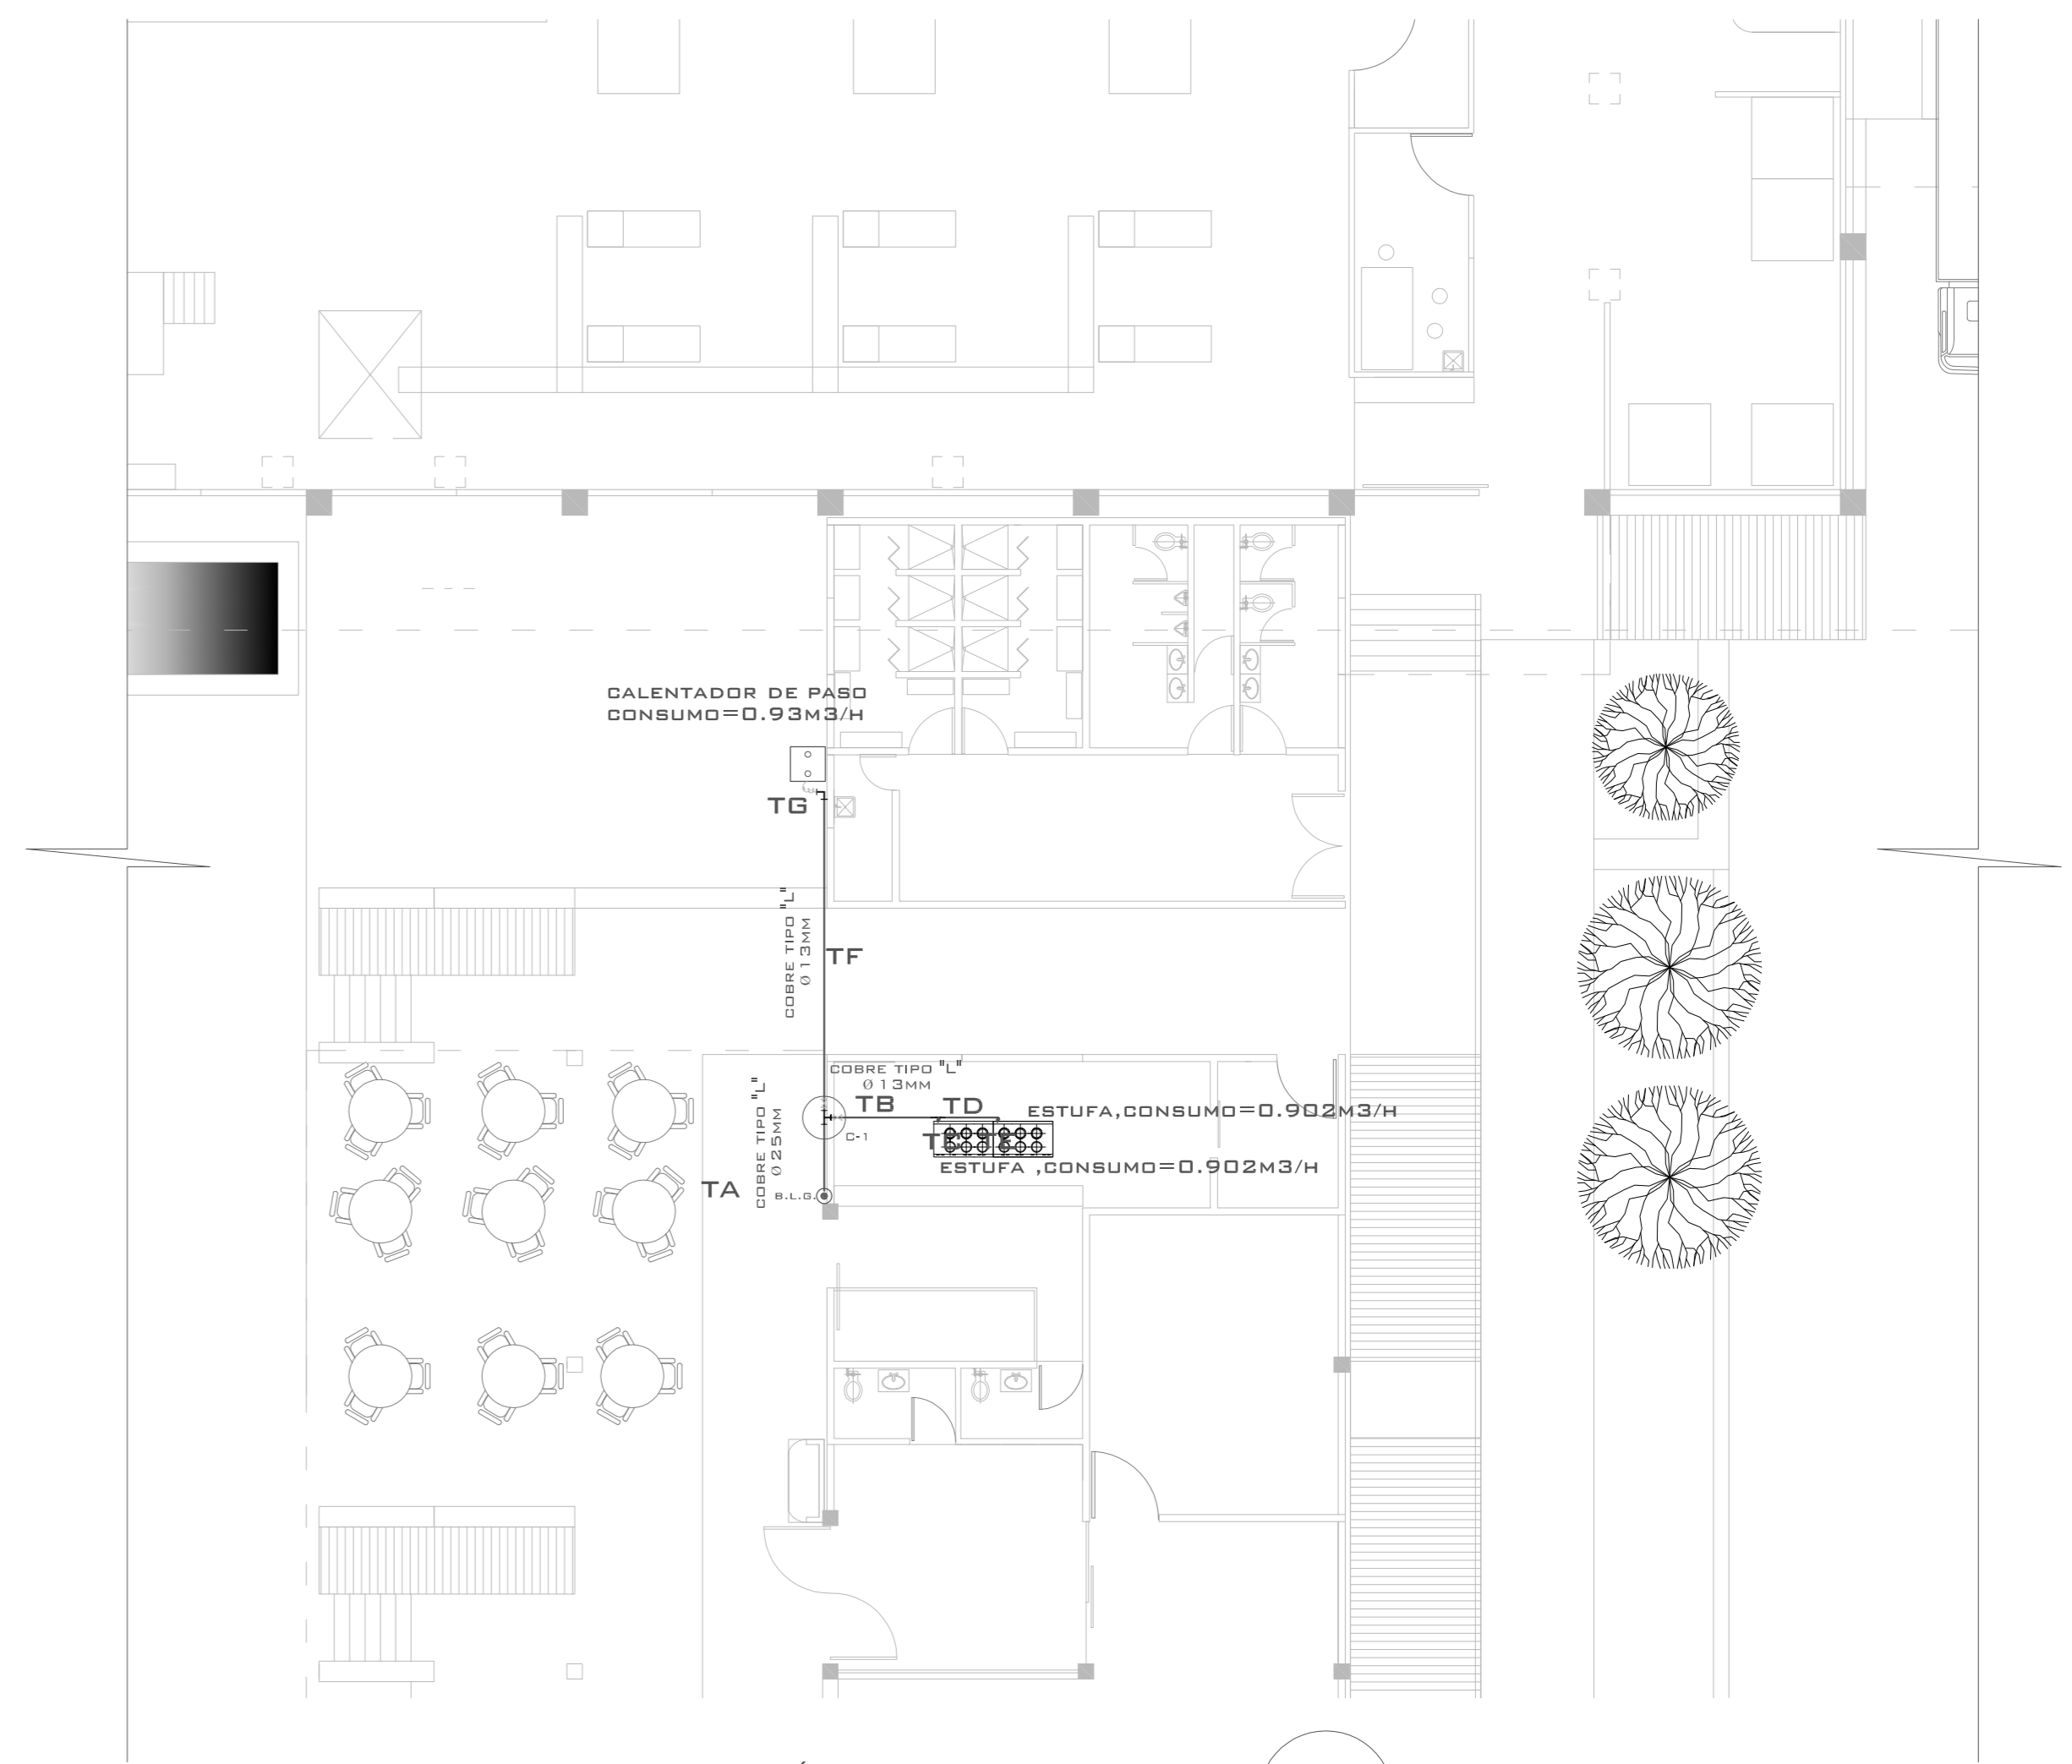 CALENTADOR DE PASO
CONSUMO=0.93M3/H
TG
COBRE TIPO "L"
Ø13MM
TF
COBRE TIPO "L"
Ø13MM
TB
TD
ESTUFA,CONSUMO=0.902M3/H
C-1
ESTUFA ,CONSUMO=0.902M3/H
COBRE TIPO "L"
Ø25MM
TA
B.L.G.